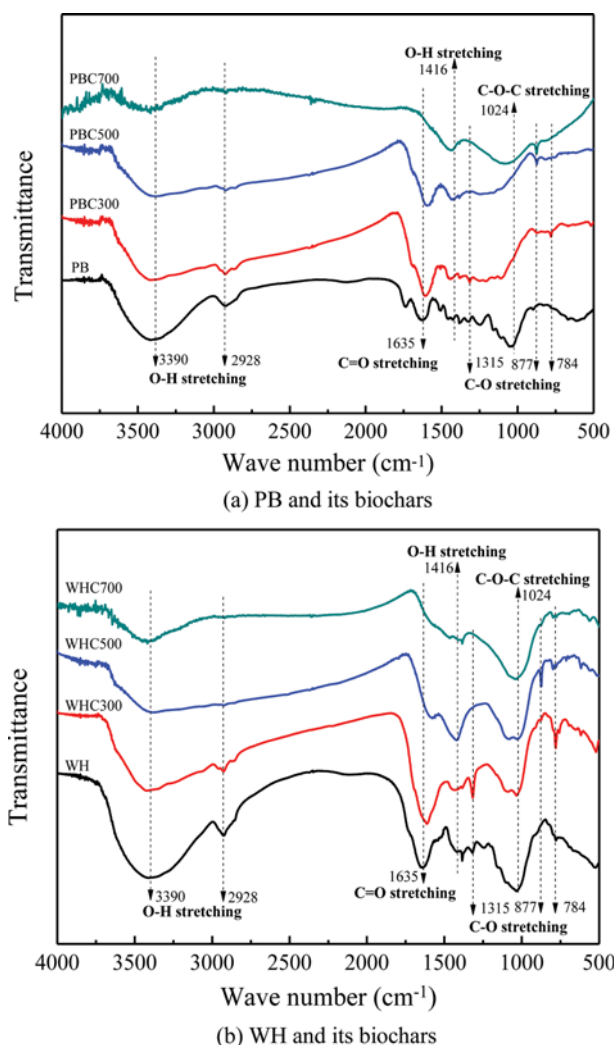 O-H stretching
1416
C-O-C stretching
1024
PBC700
PBC500
PBC300
PB
Transmittance
3390
2928
O-H stretching
1635
C=O stretching
1315
877
784
C-O stretching
4000 3500 3000 2500 2000 1500 1000 500
Wave number (cm-1)
(a) PB and its biochars
O-H stretching
1416
C-O-C stretching
1024
WHC700
WHC500
WHC300
WH
Transmittance
3390
2928
O-H stretching
1635
C=O stretching
1315
877
784
C-O stretching
4000 3500 3000 2500 2000 1500 1000 500
Wave number (cm-1)
(b) WH and its biochars